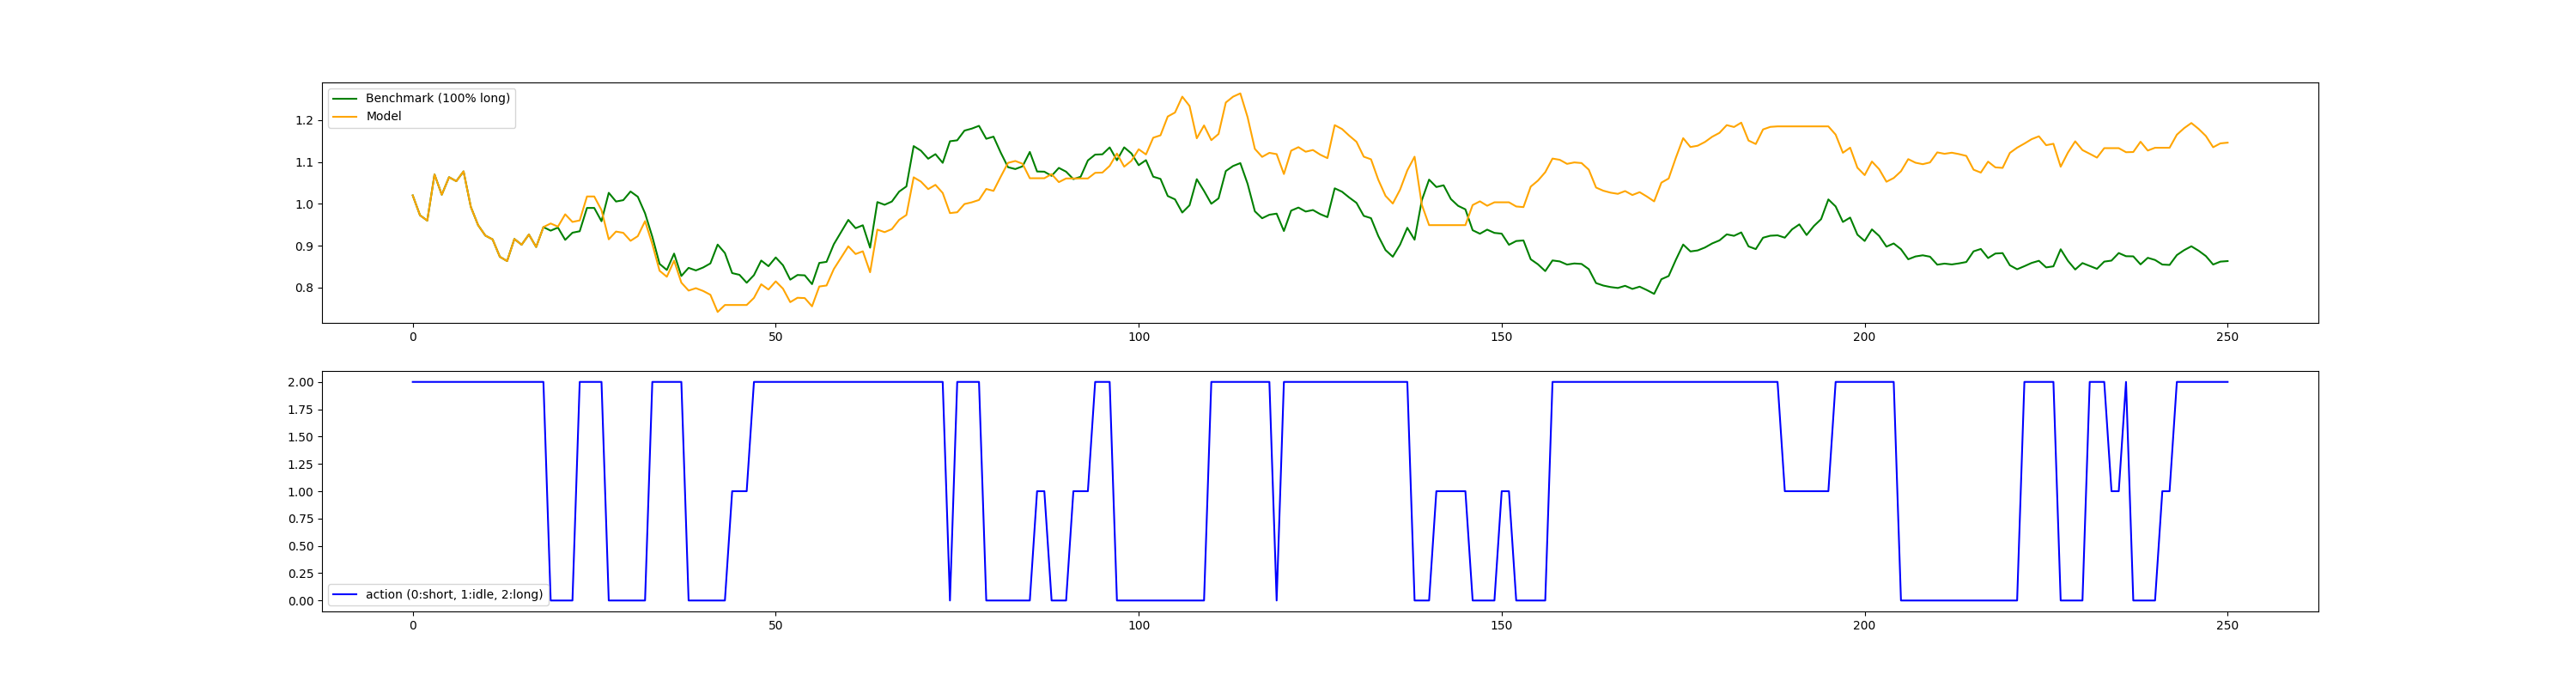 Benchmark (100% long)
Model
1.2
1.1
1.0
0.9
0.8
0 50 100 150 200 250
2.00
1.75
1.50
1.25
1.00
0.75
0.50
0.25
0.00
action (0:short, 1:idle, 2:long)
0 50 100 150 200 250